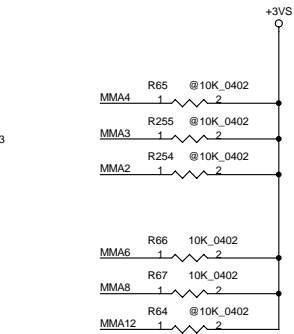 +3VS
R65 @10K_0402
MMA4 1 2
R255 @10K_0402
3
MMA3 1 2
R254 @10K_0402
MMA2 1 2
R66 10K_0402
MMA6 1 2
R67 10K_0402
MMA8 1 2
R64 @10K_0402
MMA12 1 2